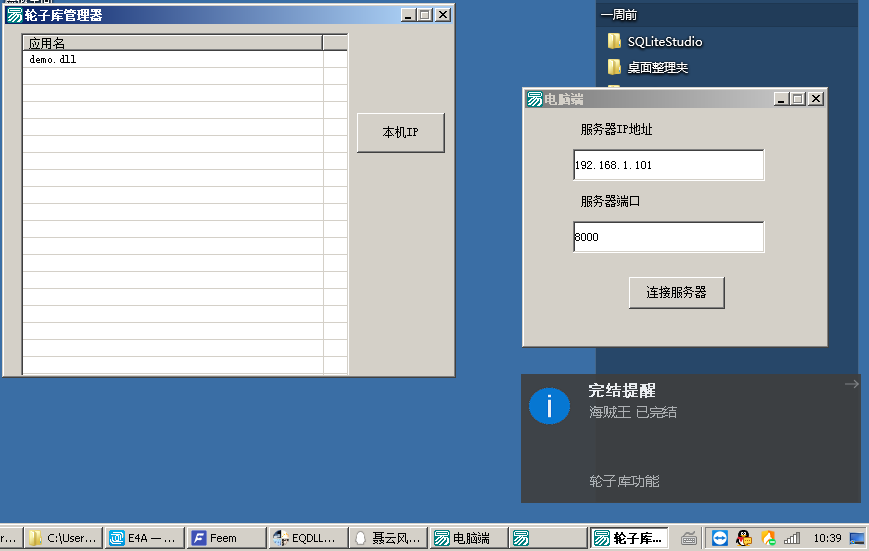 轮子库管理器
应用名
demo.dll
本机IP
一周前
SQLiteStudio
桌面整理夹
电脑端
服务器IP地址
192.168.1.101
服务器端口
8000
连接服务器
完结提醒
海贼王 已完结
轮子库功能
r...
C:\User...
E4A — ...
Feem
EQDLL...
聂云风...
电脑端
轮子库...
10:39